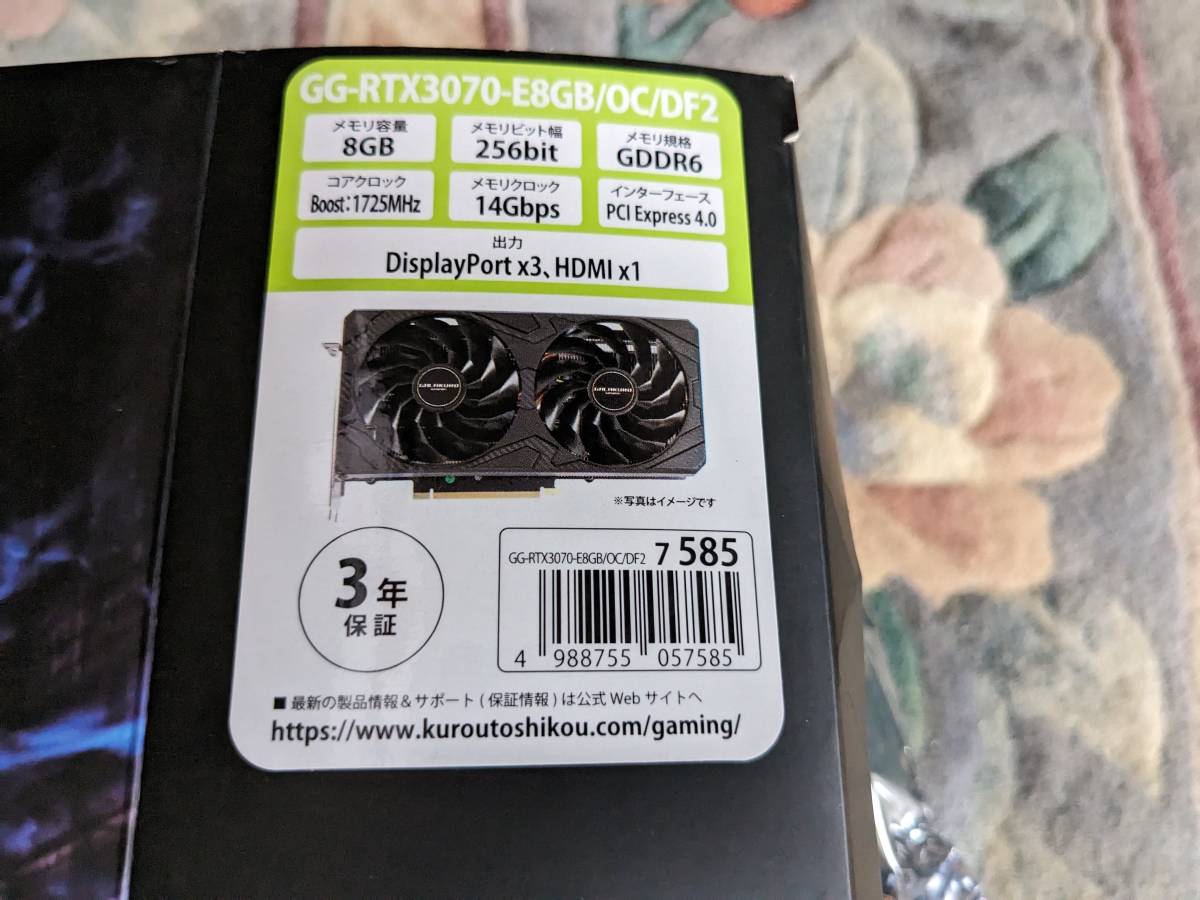 GG-RTX3070-E8GB/OC/DF2
メモリ容量
8GB
メモリビット幅
256bit
メモリ規格
GDDR6
コアクロック
Boost:1725MHz
メモリクロック
14Gbps
インターフェース
PCI Express 4.0
出力
DisplayPort x3、HDMI x1
GALAKURO
GALAKURO
※写真はイメージです
3年
保証
GG-RTX3070-E8GB/OC/DF2 7 585
4 988755 057585
■ 最新の製品情報&サポート(保証情報)は公式 Web サイトへ
https://www.kuroutoshikou.com/gaming/